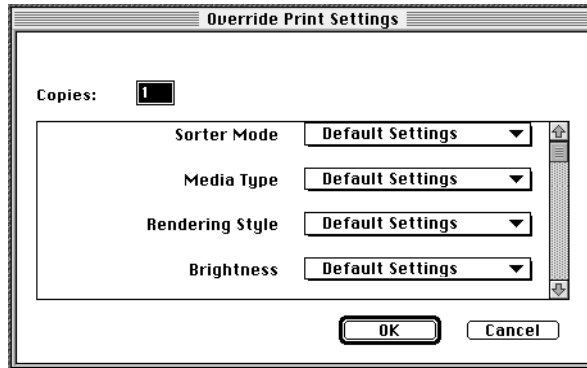 Override Print Settings
Copies: 1
Sorter Mode Default Settings
Media Type Default Settings
Rendering Style Default Settings
Brightness Default Settings
OK Cancel